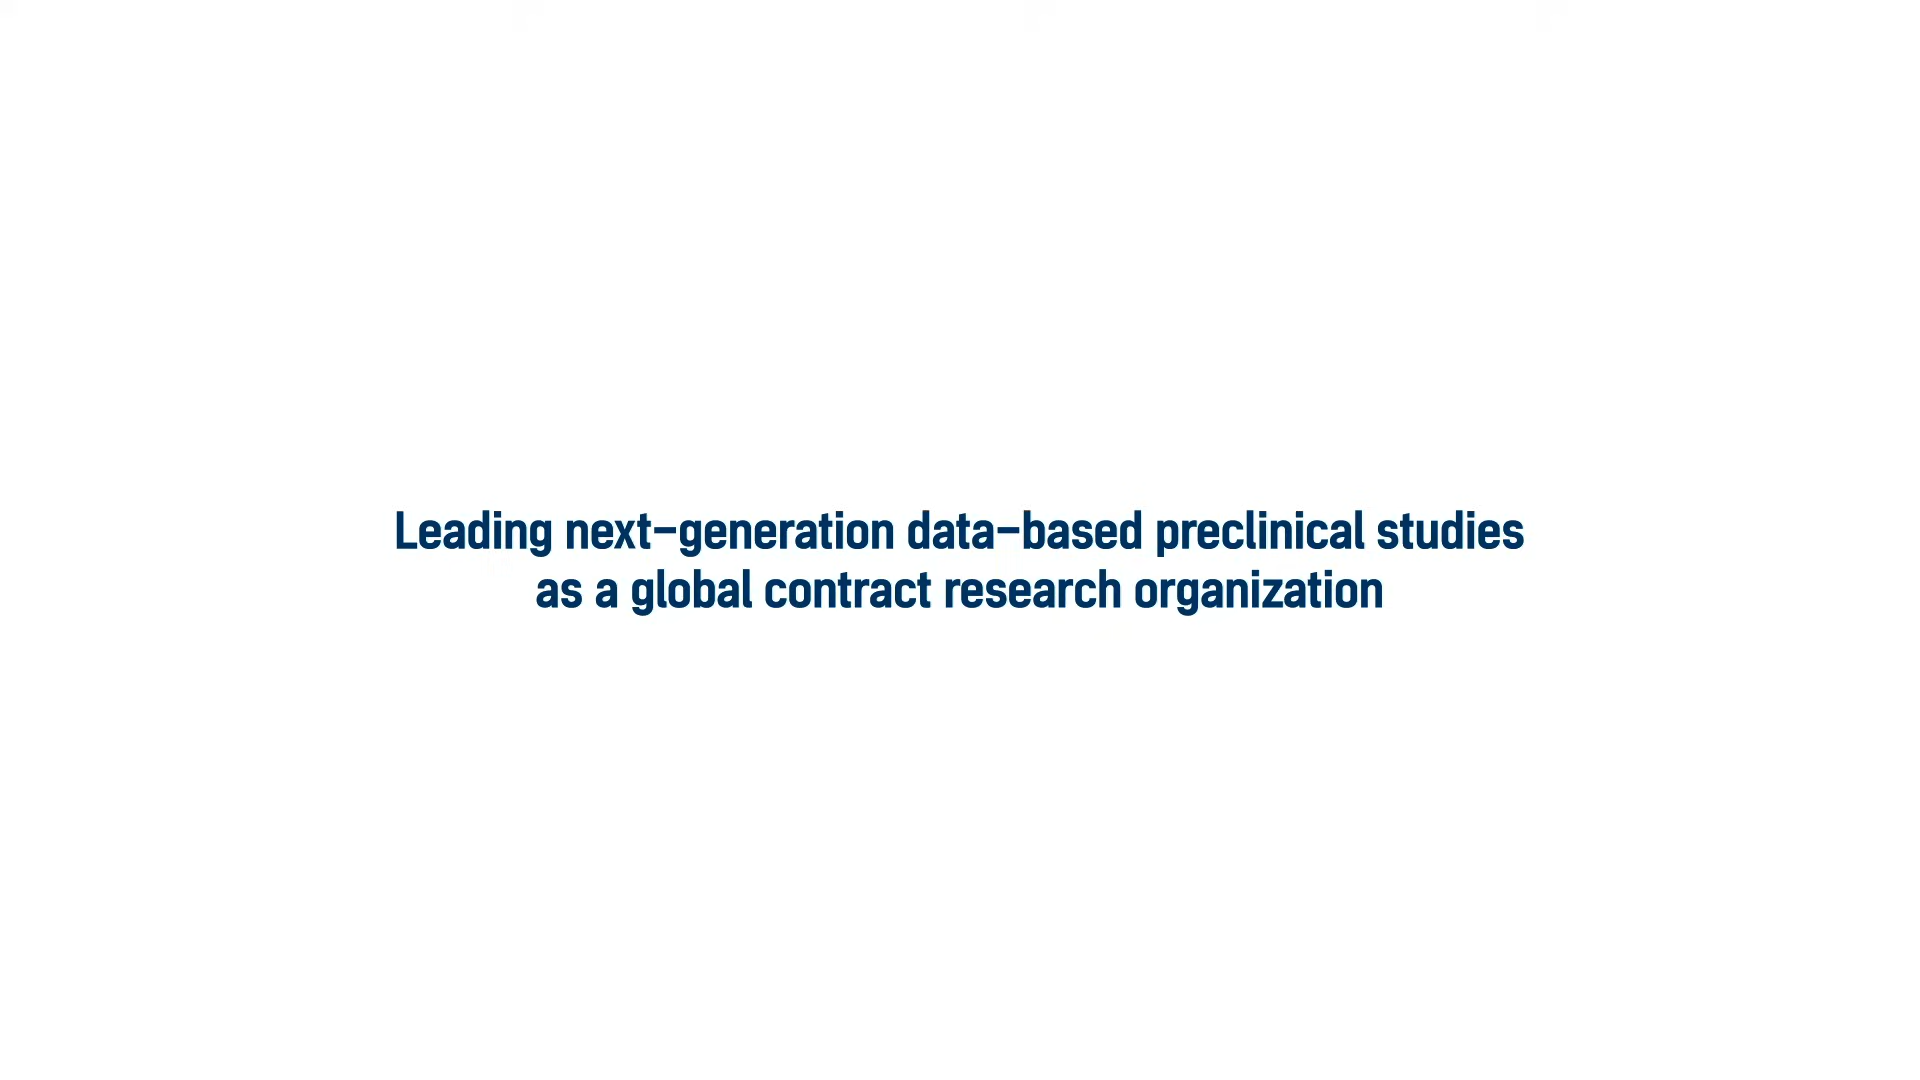 Leading next-generation data-based preclinical studies
as a global contract research organization